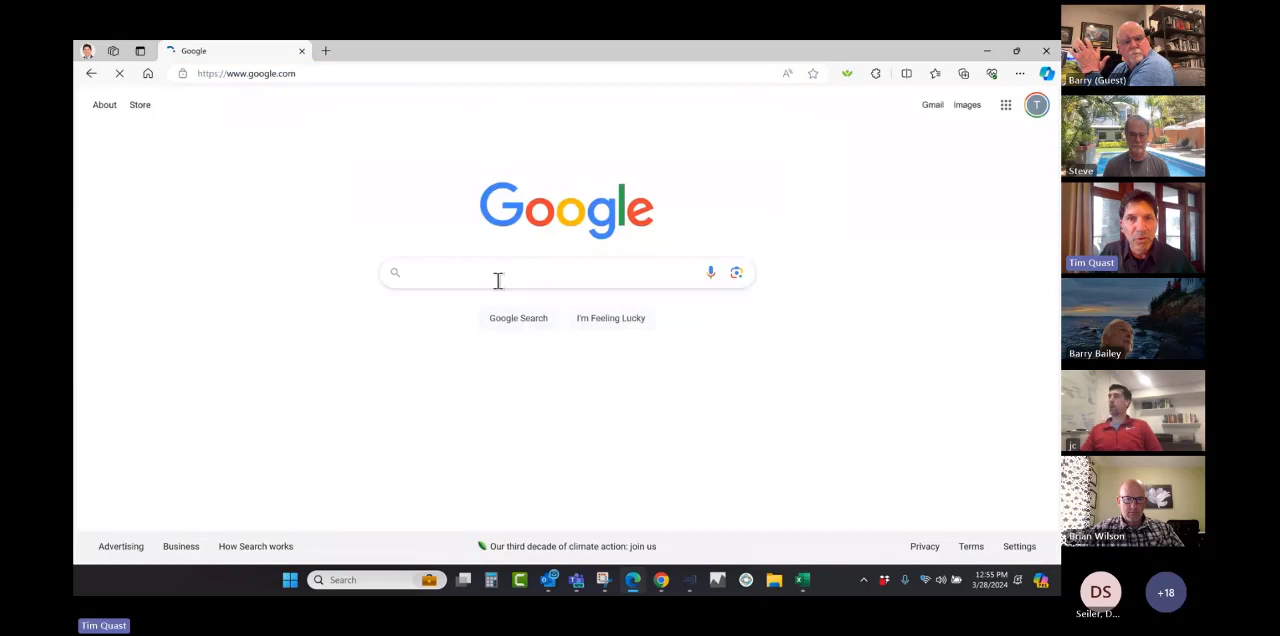 Google
https://www.google.com
About Store
Gmail Images
T
Google
Google Search I'm Feeling Lucky
Advertising Business How Search works
Our third decade of climate action: join us
Privacy Terms Settings
Search
12:55 PM
3/28/2024
Barry (Guest)
Steve
Tim Quast
Barry Bailey
jc
Brian Wilson
DS
Seiler, D...
+18
Tim Quast